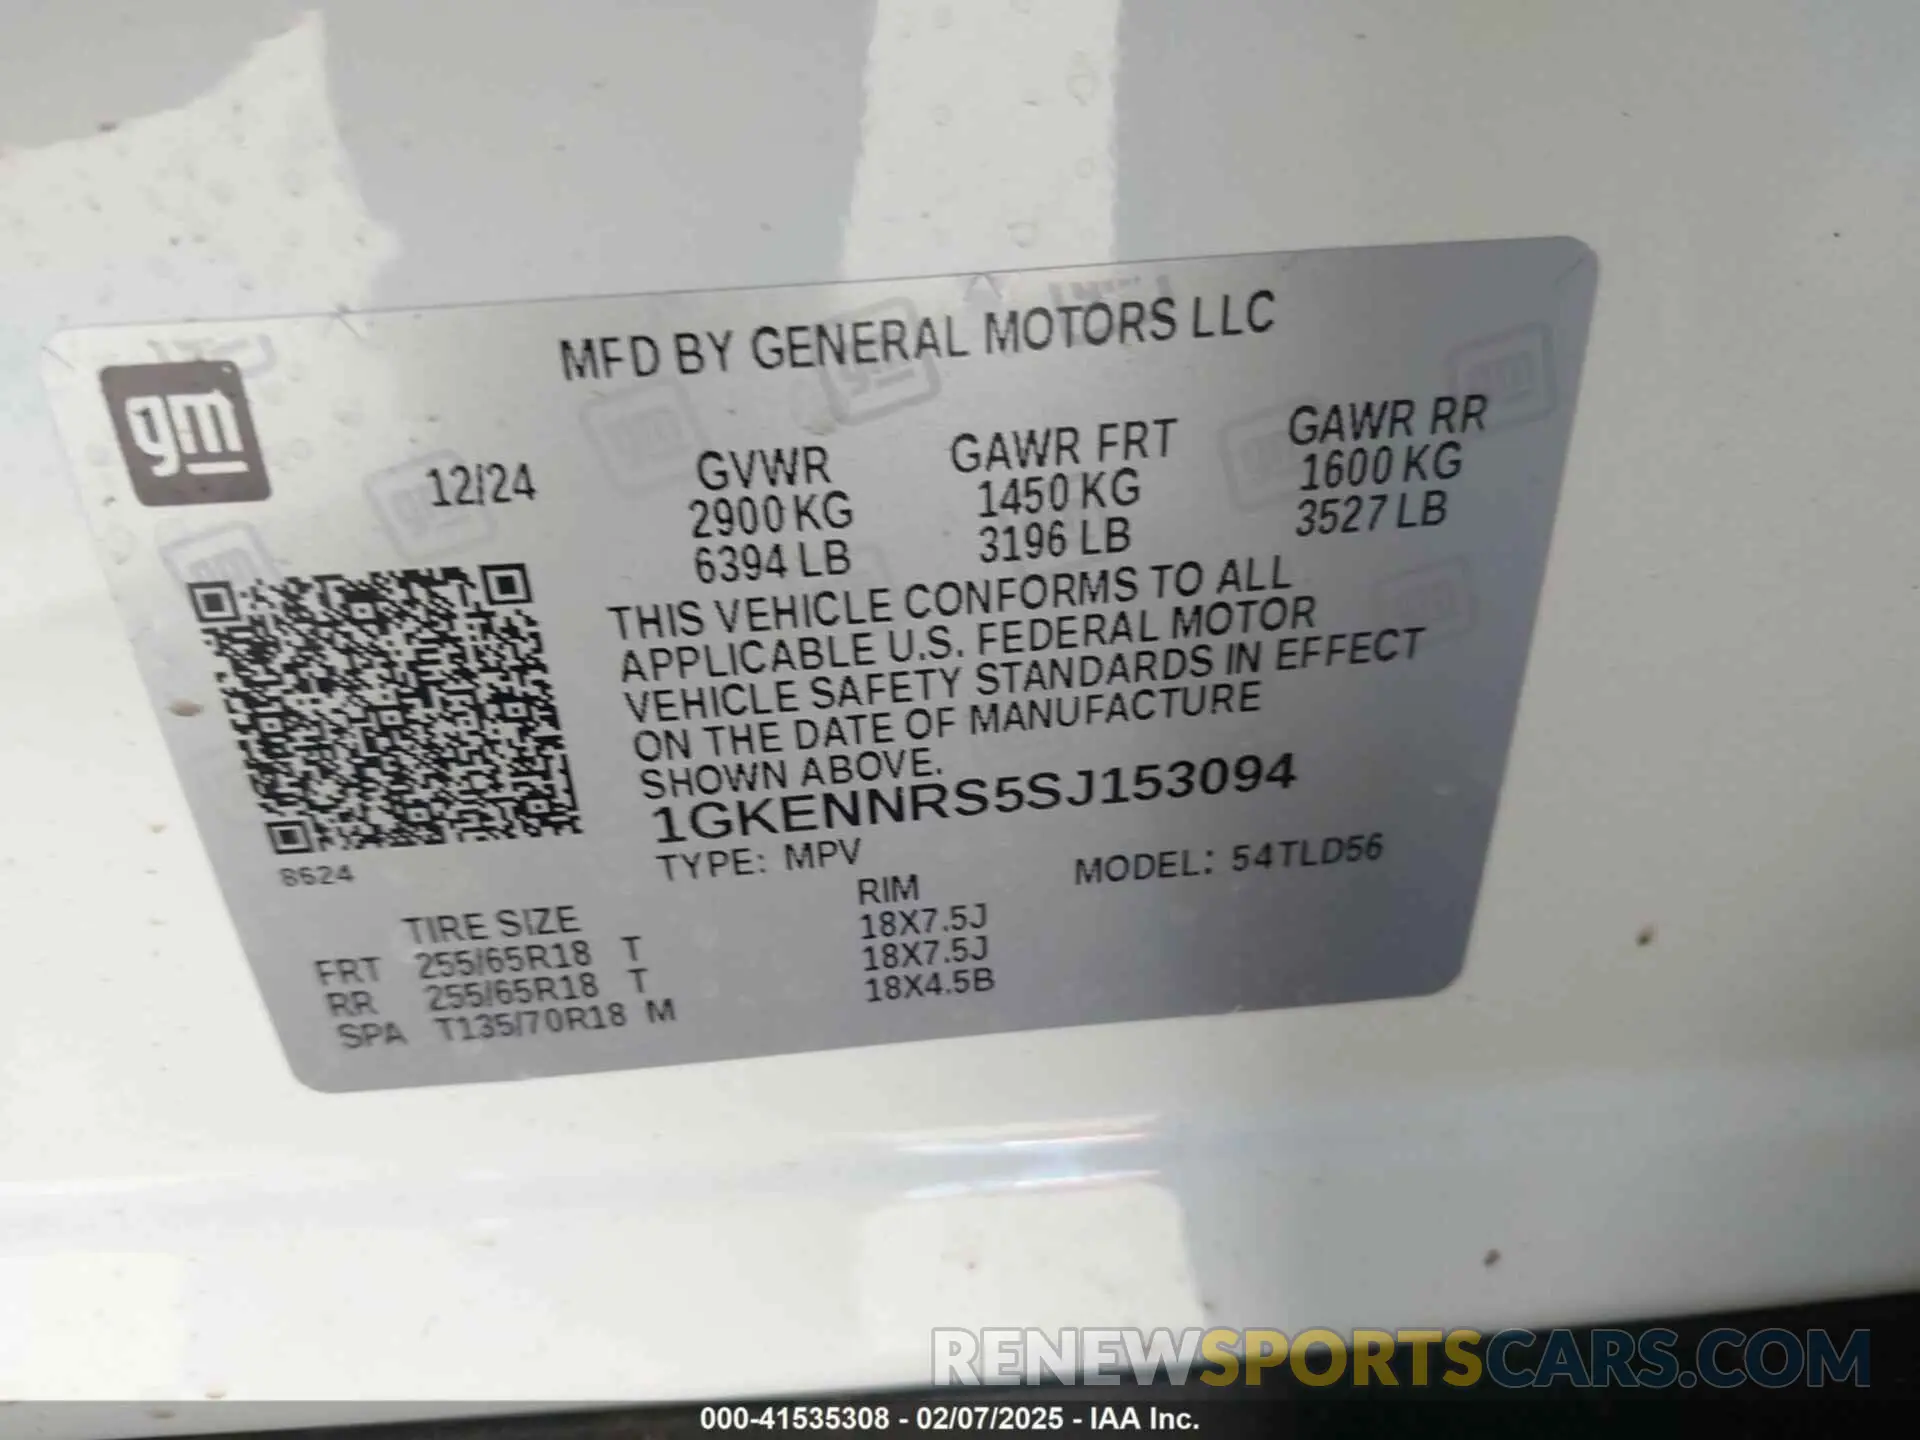 MFD BY GENERAL MOTORS LLC
gm
12/24
GVWR
2900 KG
6394 LB
GAWR FRT
1450 KG
3196 LB
GAWR RR
1600 KG
3527 LB
THIS VEHICLE CONFORMS TO ALL
APPLICABLE U.S. FEDERAL MOTOR
VEHICLE SAFETY STANDARDS IN EFFECT
ON THE DATE OF MANUFACTURE
SHOWN ABOVE.
1GKENNRS5SJ153094
TYPE: MPV MODEL: 54TLD56
8624
TIRE SIZE RIM
FRT 255/65R18 T 18X7.5J
RR 255/65R18 T 18X7.5J
SPA T135/70R18 M 18X4.5B
RENEWSPORTSCARS.COM
000-41535308 - 02/07/2025 - IAA Inc.